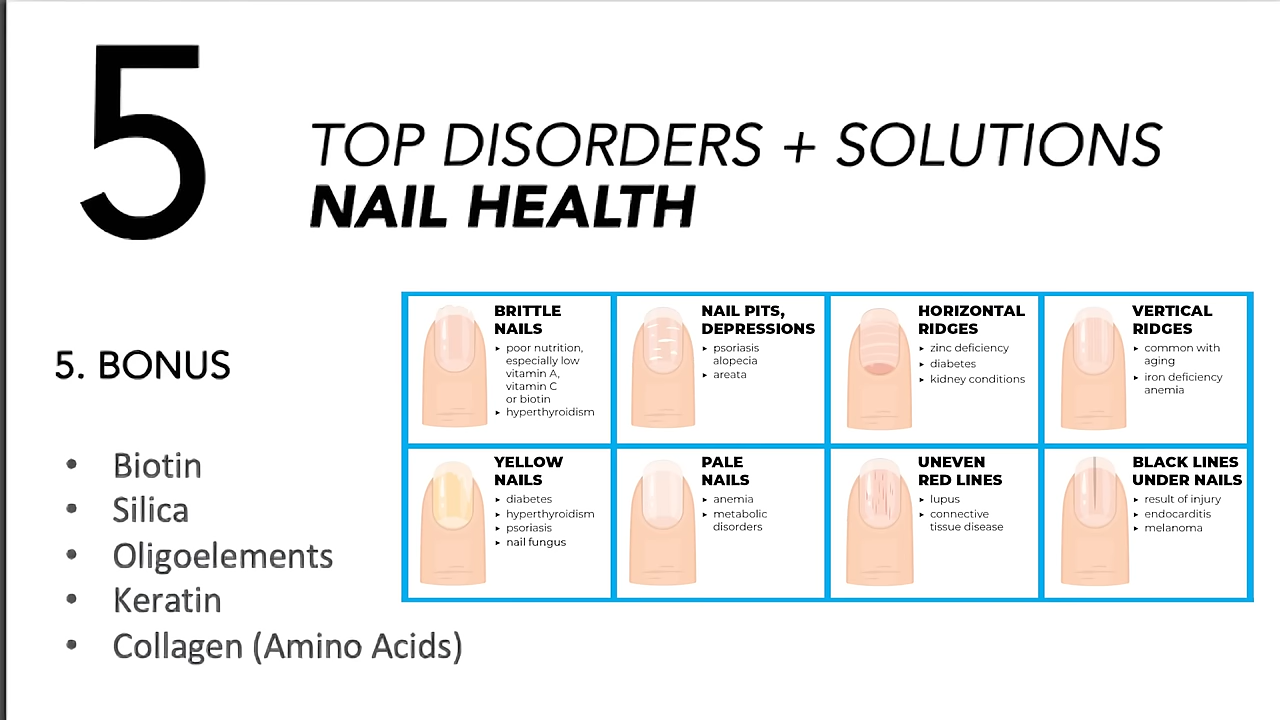 5
TOP DISORDERS + SOLUTIONS
NAIL HEALTH
5. BONUS
• Biotin
• Silica
• Oligoelements
• Keratin
• Collagen (Amino Acids)
BRITTLE
NAILS
▸ poor nutrition,
especially low
vitamin A,
vitamin C
or biotin
▸ hyperthyroidism
NAIL PITS,
DEPRESSIONS
▸ psoriasis
alopecia
▸ areata
HORIZONTAL
RIDGES
▸ zinc deficiency
▸ diabetes
▸ kidney conditions
VERTICAL
RIDGES
▸ common with
aging
▸ iron deficiency
anemia
YELLOW
NAILS
▸ diabetes
▸ hyperthyroidism
▸ psoriasis
▸ nail fungus
PALE
NAILS
▸ anemia
▸ metabolic
disorders
UNEVEN
RED LINES
▸ lupus
▸ connective
tissue disease
BLACK LINES
UNDER NAILS
▸ result of injury
▸ endocarditis
▸ melanoma